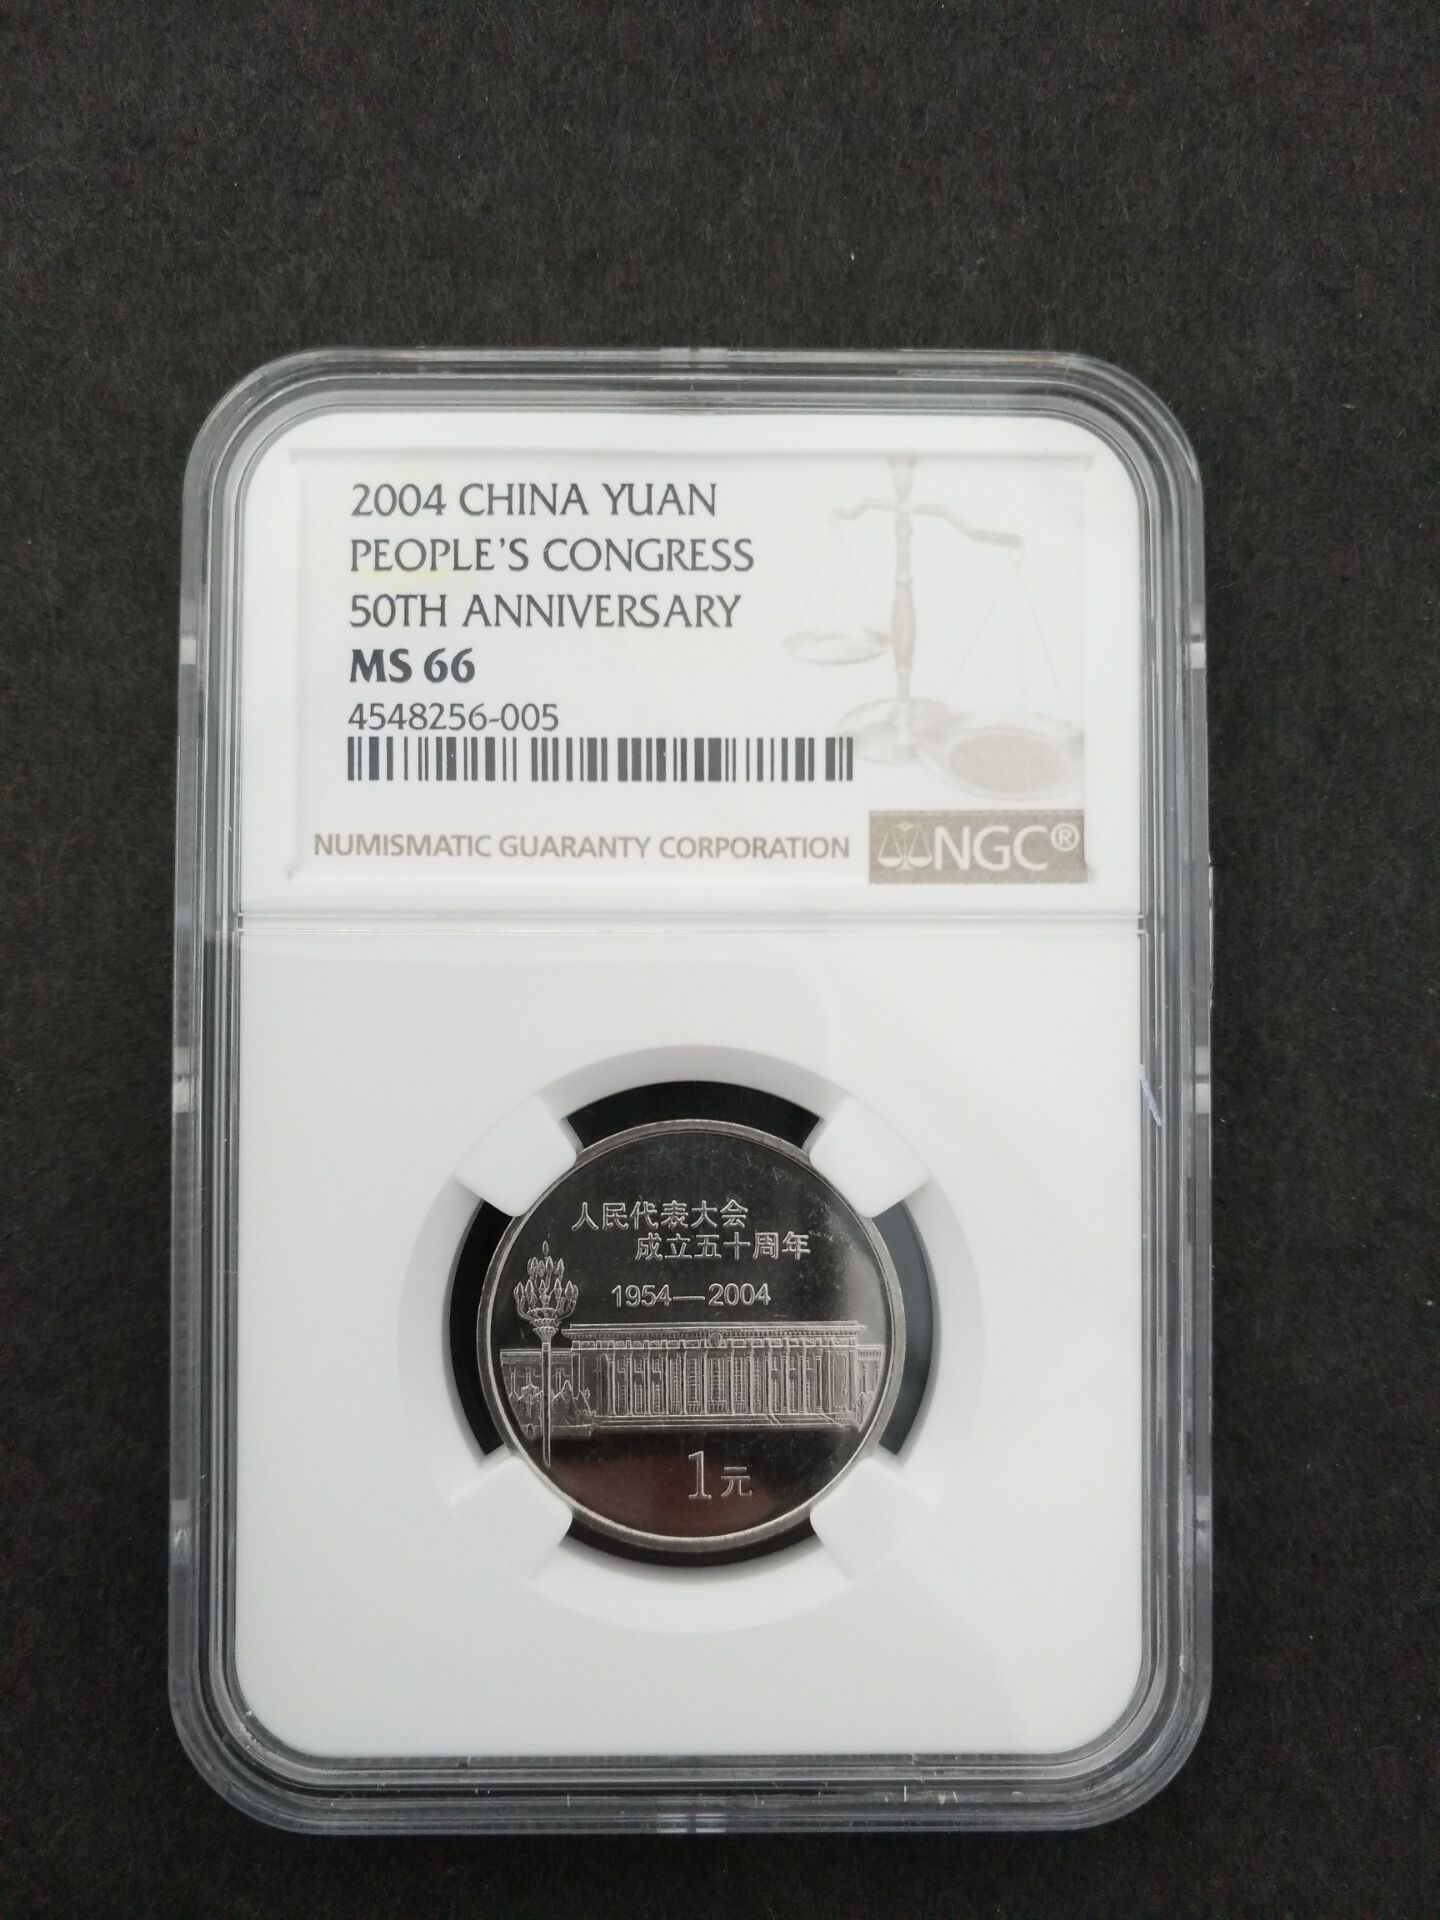 2004 CHINA YUAN
PEOPLE'S CONGRESS
50TH ANNIVERSARY
MS 66
4548256-005
NUMISMATIC GUARANTY CORPORATION NGC®
人民代表大会
成立五十周年
1954—2004
1元